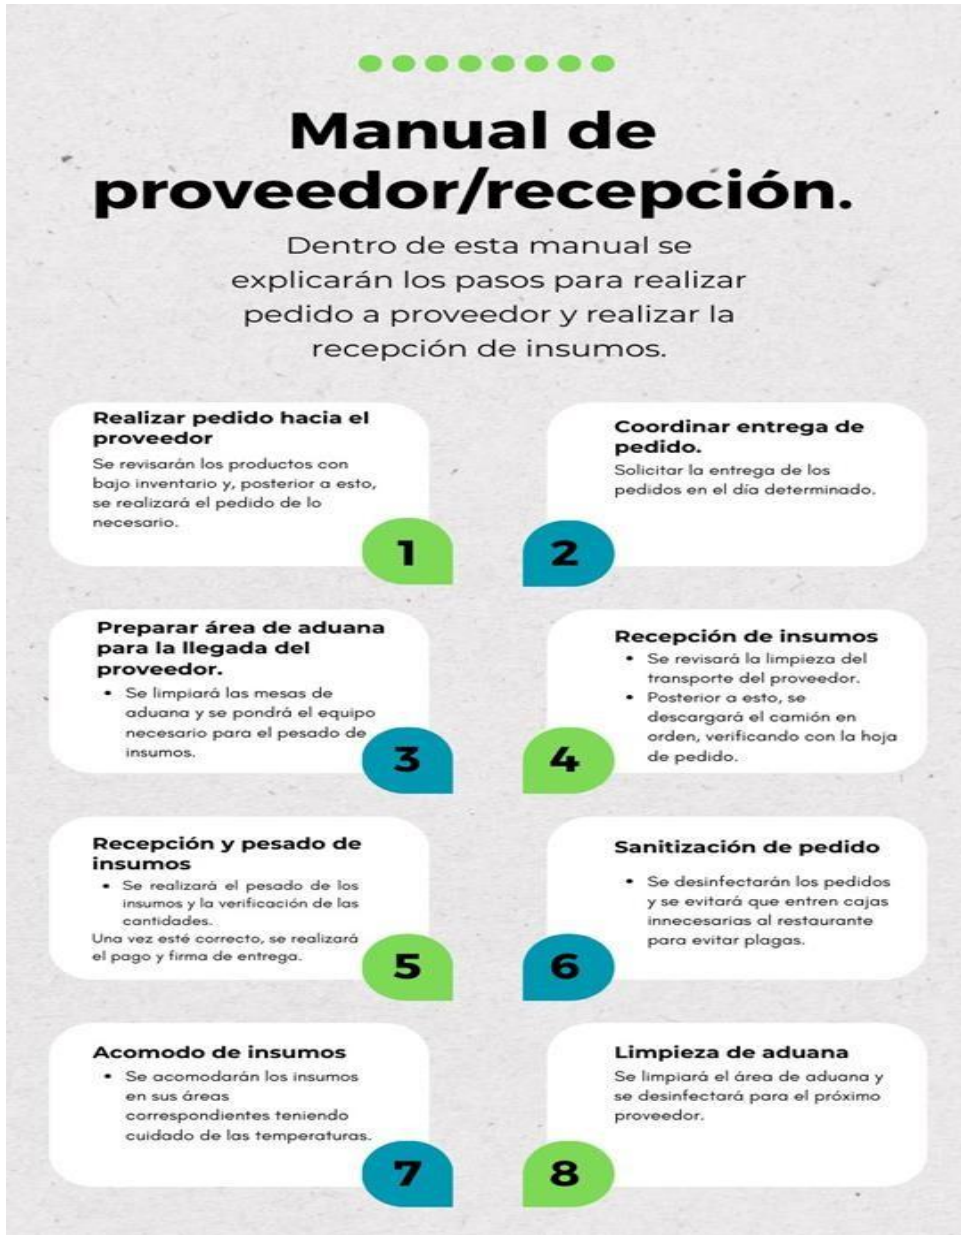 Manual de
proveedor/recepción.
Dentro de esta manual se
explicarán los pasos para realizar
pedido a proveedor y realizar la
recepción de insumos.
Realizar pedido hacia el
proveedor
Se revisarán los productos con
bajo inventario y, posterior a esto,
se realizará el pedido de lo
necesario.
1
Coordinar entrega de
pedido.
Solicitar la entrega de los
pedidos en el día determinado.
2
Preparar área de aduana
para la llegada del
proveedor.
• Se limpiará las mesas de
aduana y se pondrá el equipo
necesario para el pesado de
insumos.
3
Recepción de insumos
• Se revisará la limpieza del
transporte del proveedor.
• Posterior a esto, se
descargará el camión en
orden, verificando con la hoja
de pedido.
4
Recepción y pesado de
insumos
• Se realizará el pesado de los
insumos y la verificación de las
cantidades.
Una vez esté correcto, se realizará
el pago y firma de entrega.
5
Sanitización de pedido
• Se desinfectarán los pedidos
y se evitará que entren cajas
innecesarias al restaurante
para evitar plagas.
6
Acomodo de insumos
• Se acomodarán los insumos
en sus áreas
correspondientes teniendo
cuidado de las temperaturas.
7
Limpieza de aduana
Se limpiará el área de aduana y
se desinfectará para el próximo
proveedor.
8